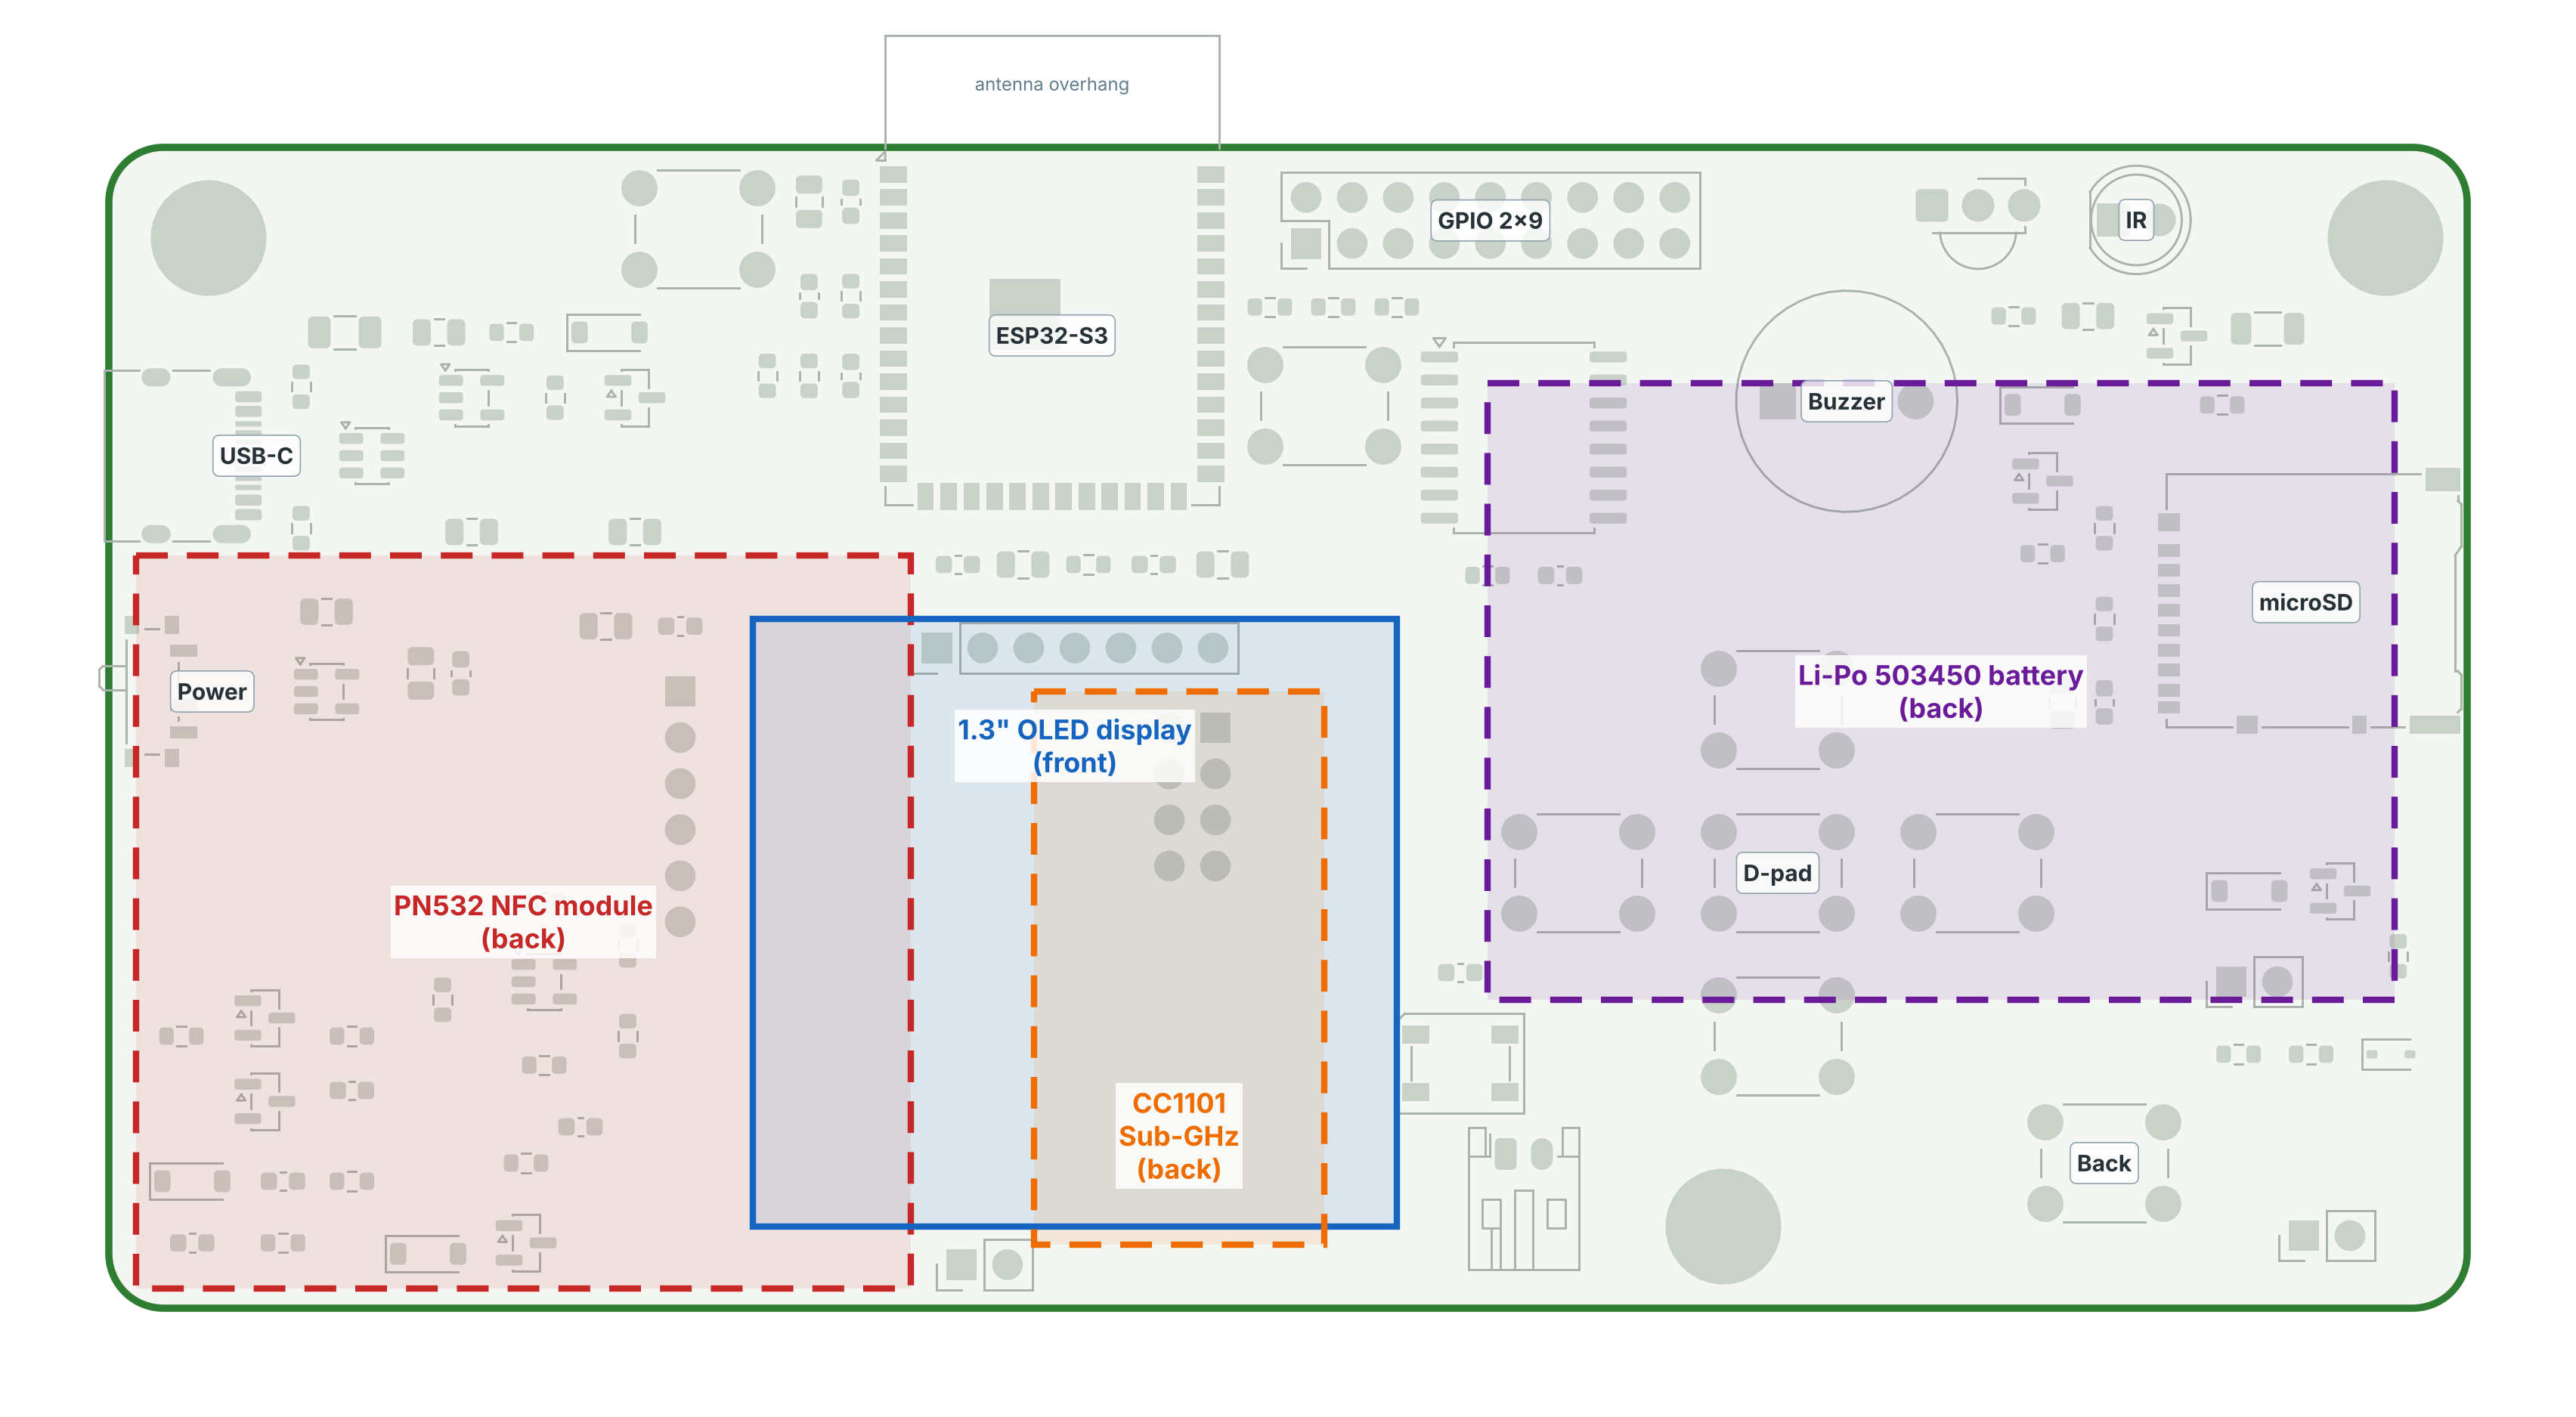 antenna overhang
GPIO 2×9
IR
ESP32-S3
Buzzer
USB-C
microSD
Power
Li-Po 503450 battery
(back)
1.3" OLED display
(front)
D-pad
PN532 NFC module
(back)
CC1101
Sub-GHz
(back)
Back